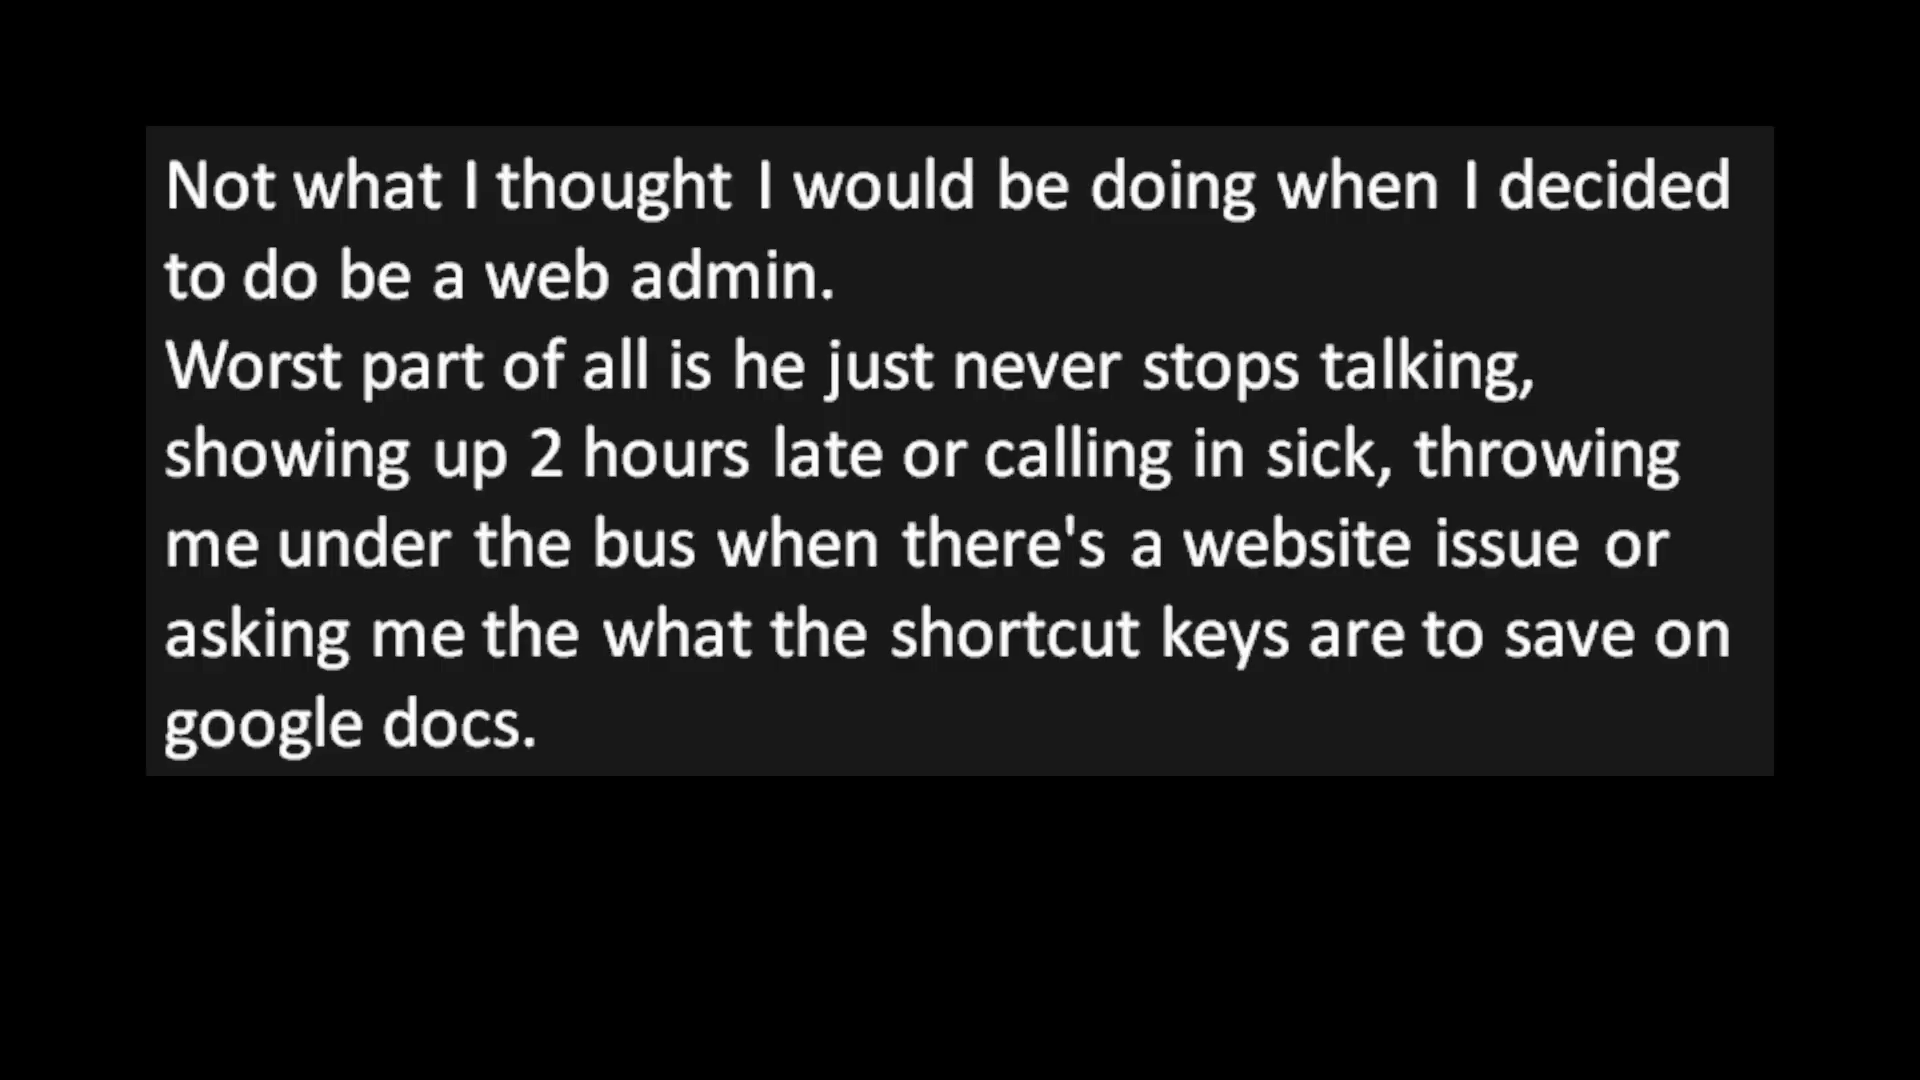 Not what I thought I would be doing when I decided
to do be a web admin.
Worst part of all is he just never stops talking,
showing up 2 hours late or calling in sick, throwing
me under the bus when there's a website issue or
asking me the what the shortcut keys are to save on
google docs.